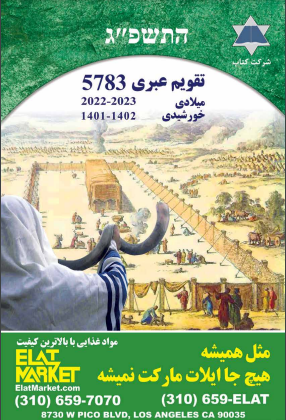 התשפ״ג
شرکت کتاب
تقویم عبری 5783
میلادی 2022-2023
خورشیدی 1401-1402
مواد غذایی با بالاترین کیفیت
ELAT
MARKET
ElatMarket.com
(310) 659-7070
مثل همیشه
هیچ جا ایلات مارکت نمیشه
(310) 659-ELAT
8730 W PICO BLVD, LOS ANGELES CA 90035